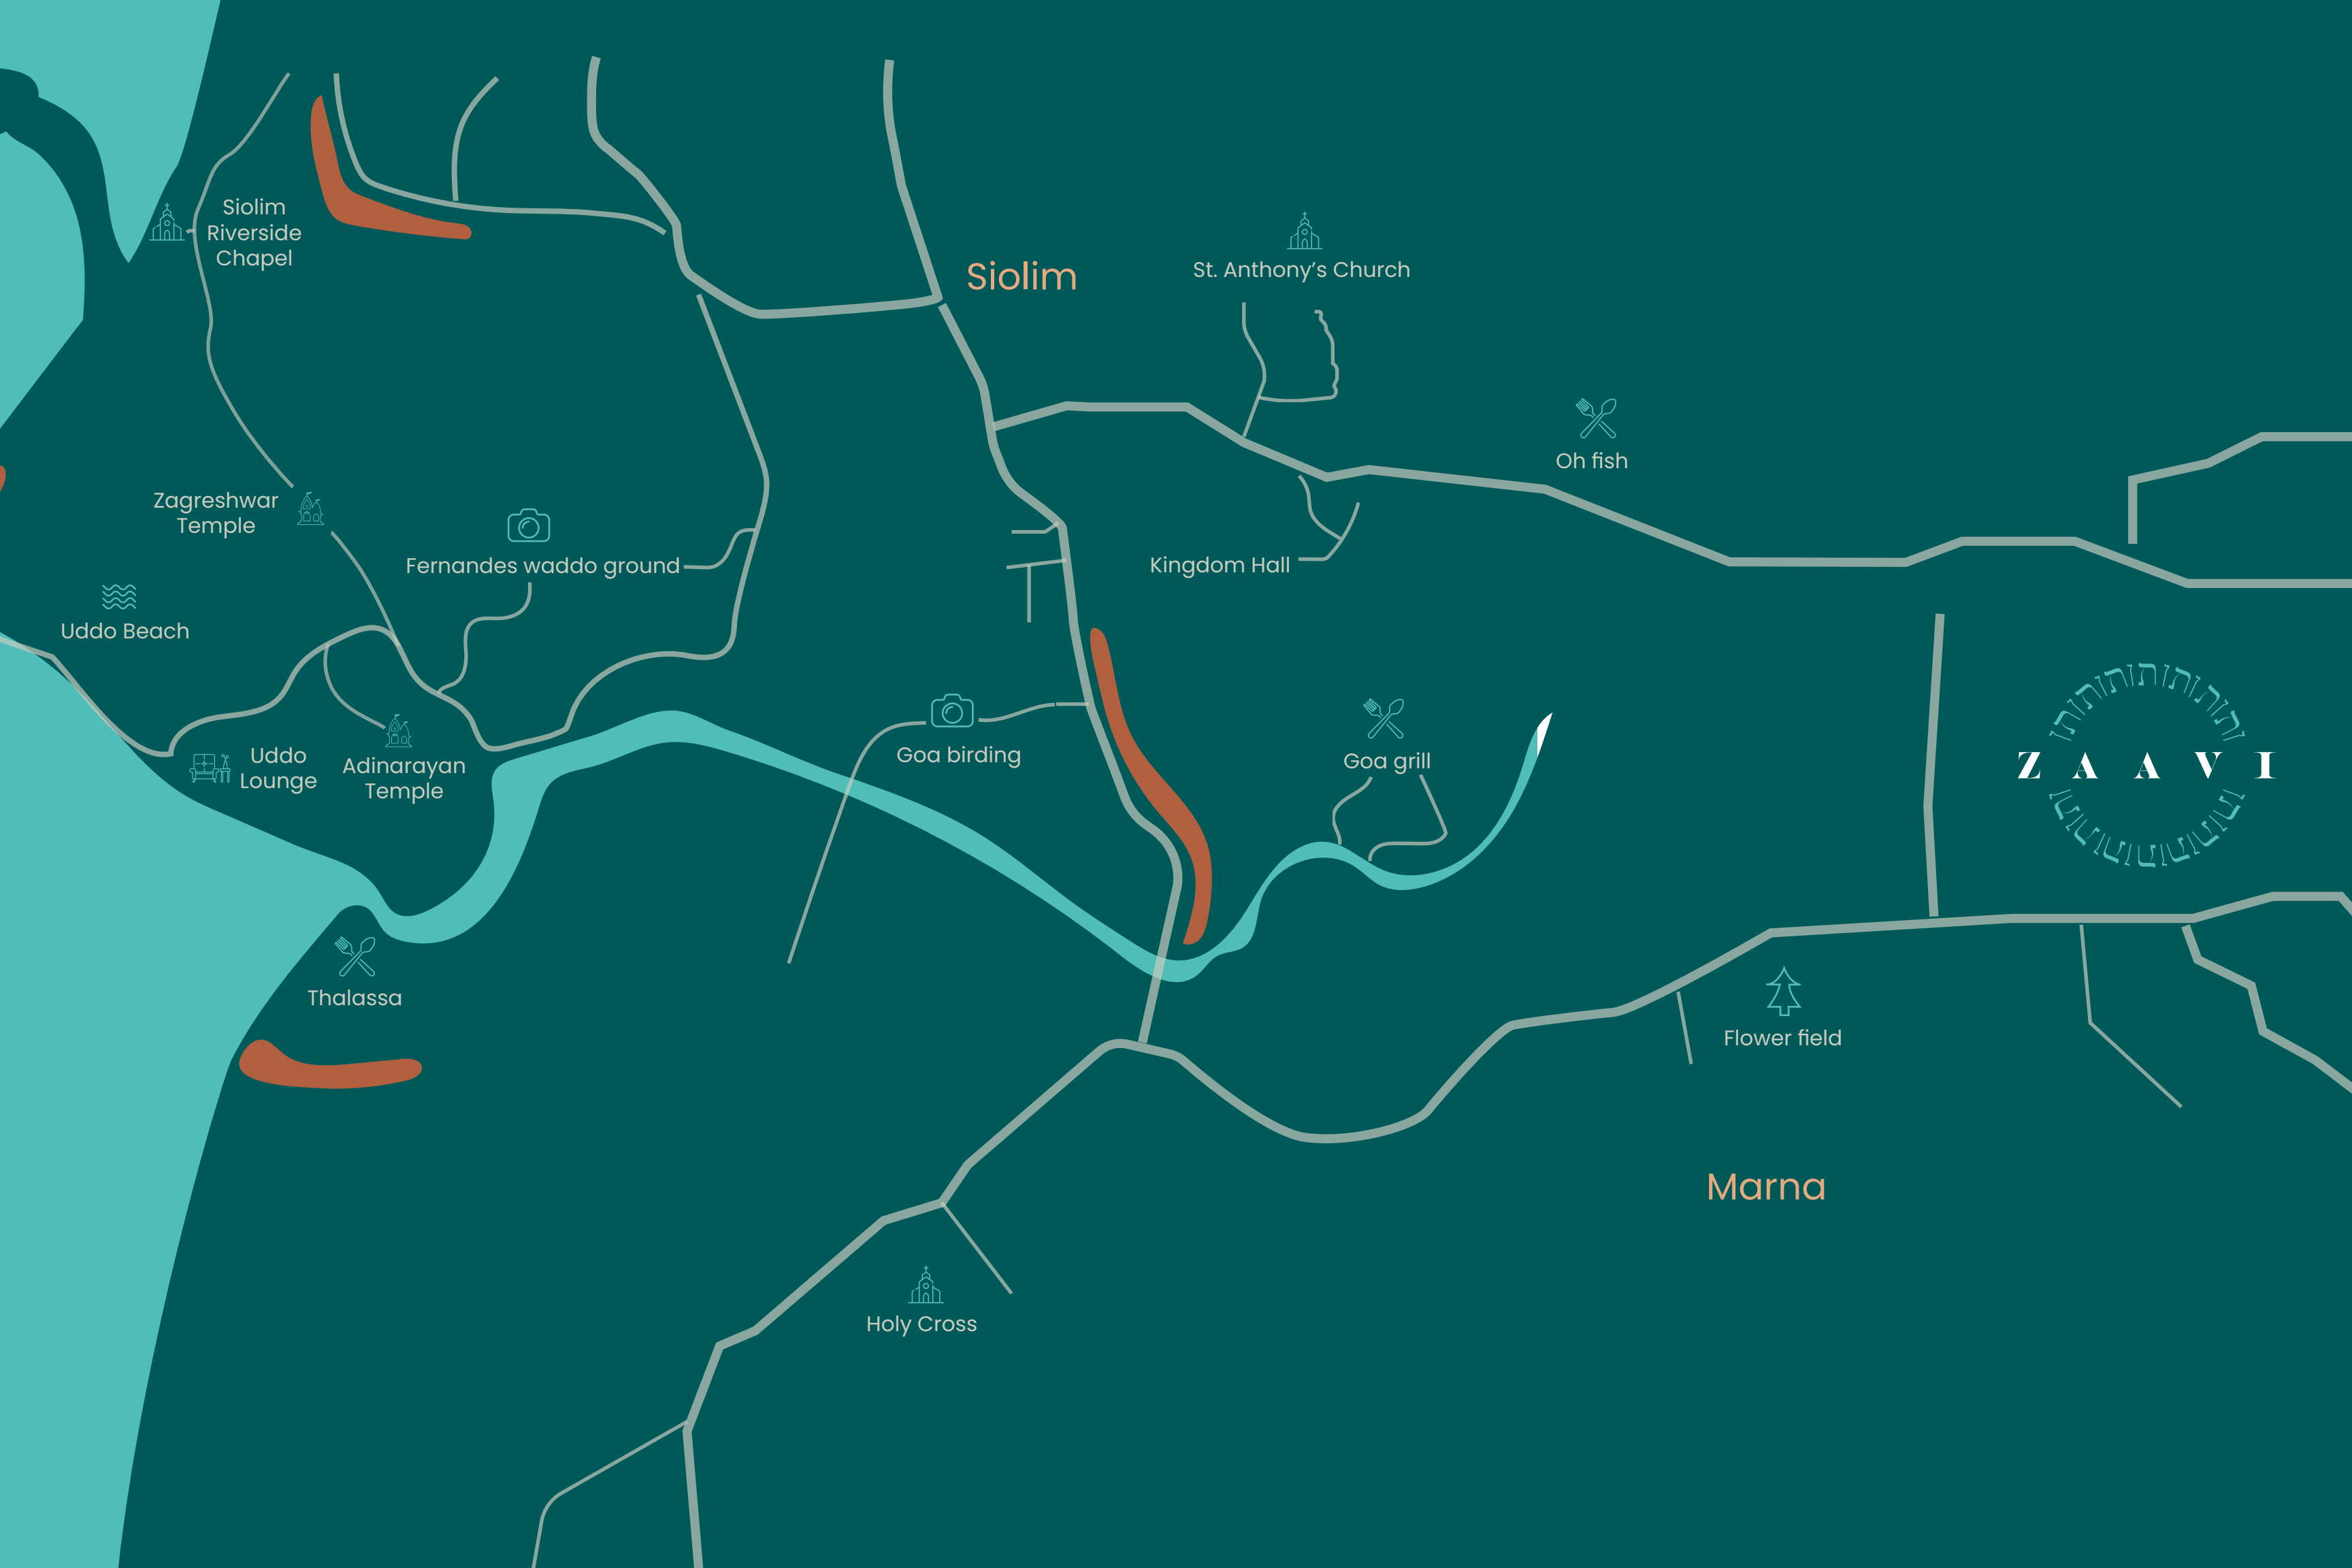 Siolim
Riverside
Chapel
Siolim
St. Anthony’s Church
Oh fish
Zagreshwar
Temple
Fernandes waddo ground
Kingdom Hall
Uddo Beach
Uddo
Lounge
Adinarayan
Temple
Goa birding
Goa grill
ZAAVI
Thalassa
Flower field
Marna
Holy Cross